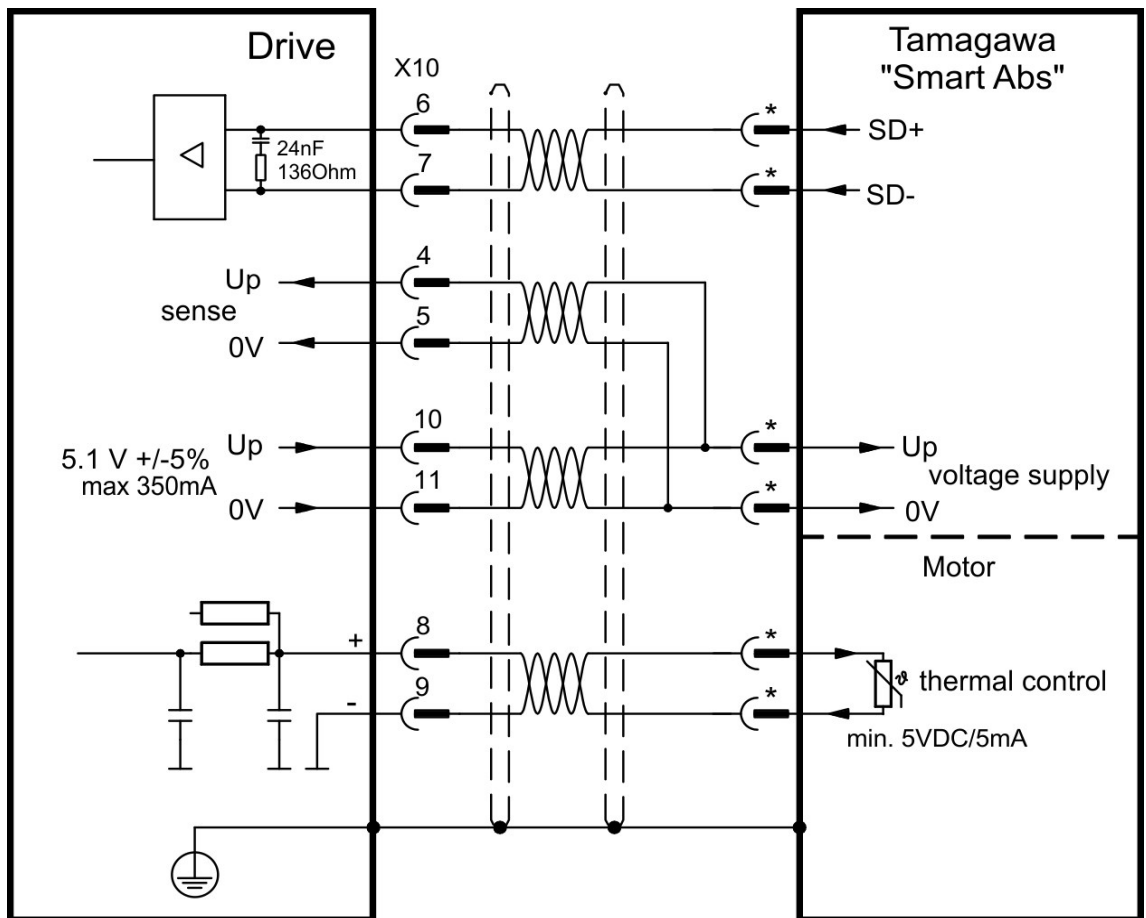 Drive
Tamagawa
"Smart Abs"
X10
6
*
SD+
24nF
136Ohm
7
*
SD-
4
Up
sense
5
0V
10
*
Up
Up
5.1 V +/-5%
max 350mA
voltage supply
11
*
0V
0V
Motor
8
*
+
ϑ thermal control
9
*
-
min. 5VDC/5mA